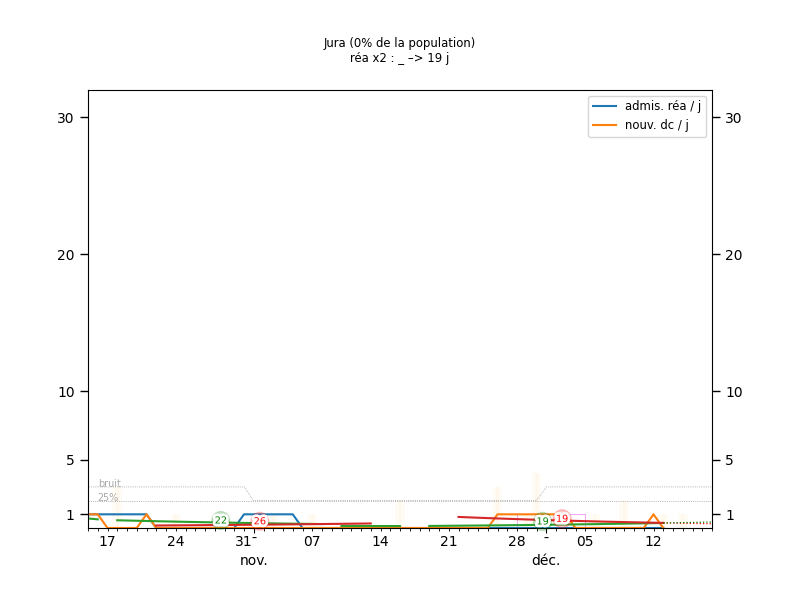 Jura (0% de la population)
réa x2 : _ –> 19 j
admis. réa / j
nouv. dc / j
30 30
20 20
10 10
5 5
bruit
25%
1 1
22 26 19 19
17 24 31- 07 14 21 28 - 05 12
nov. déc.